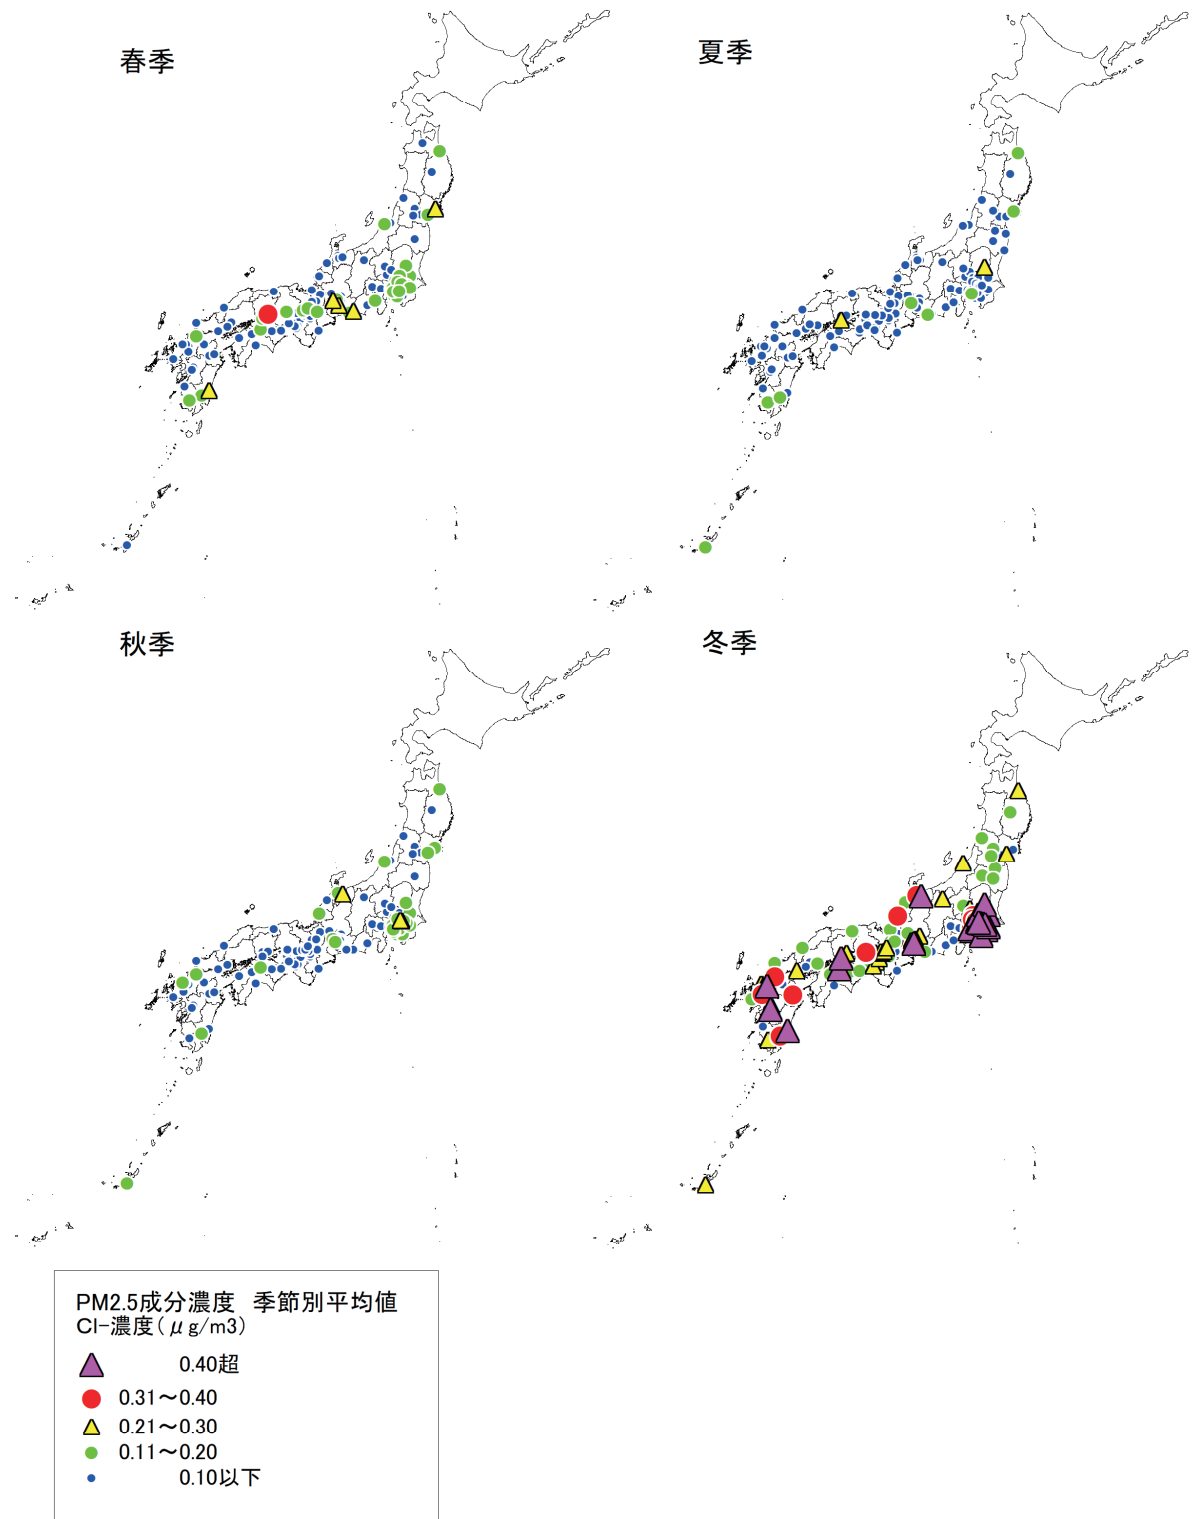 春季
夏季
秋季
冬季
PM2.5成分濃度　季節別平均値
Cl-濃度(μg/m3)
0.40超
0.31～0.40
0.21～0.30
0.11～0.20
0.10以下